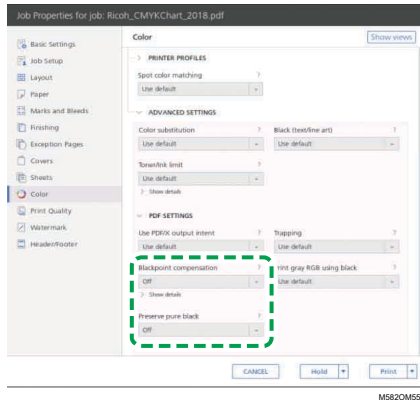 Job Properties for job: Ricoh_CMYKChart_2018.pdf
Basic Settings
Job Setup
Layout
Paper
Marks and Bleeds
Finishing
Exception Pages
Covers
Sheets
Color
Print Quality
Watermark
Header/Footer
Color
Show views
PRINTER PROFILES
Spot color matching ?
Use default
ADVANCED SETTINGS
Color substitution ? Black (text/line art) ?
Use default Use default
Toner/Ink limit ?
Use default
Show details
PDF SETTINGS
Use PDF/X output intent ? Trapping ?
Use default Use default
Blackpoint compensation ? Print gray RGB using black ?
Off Use default
Show details
Preserve pure black ?
Off
CANCEL Hold Print
M582OM55